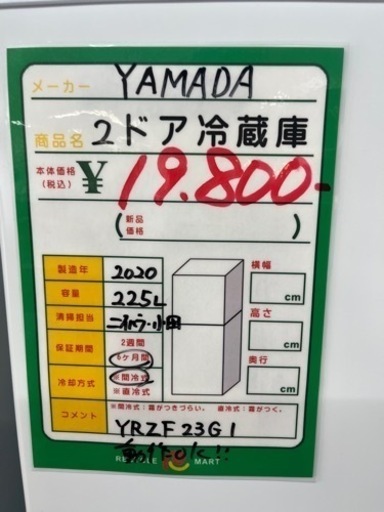 メーカー YAMADA
商品名 2ドア冷蔵庫
本体価格
(税込) ¥ 19.800-
(新品
価格 )
製造年 2020 横幅
容量 225L cm
清掃担当 高さ
cm
保証期間 2週間
6ヶ月間 奥行
冷却方式 ※間冷式 cm
※直冷式
※間冷式:霜がつきづらい。 直冷式:霜がつく。
コメント YRZF23G1
動作OK!!
MART